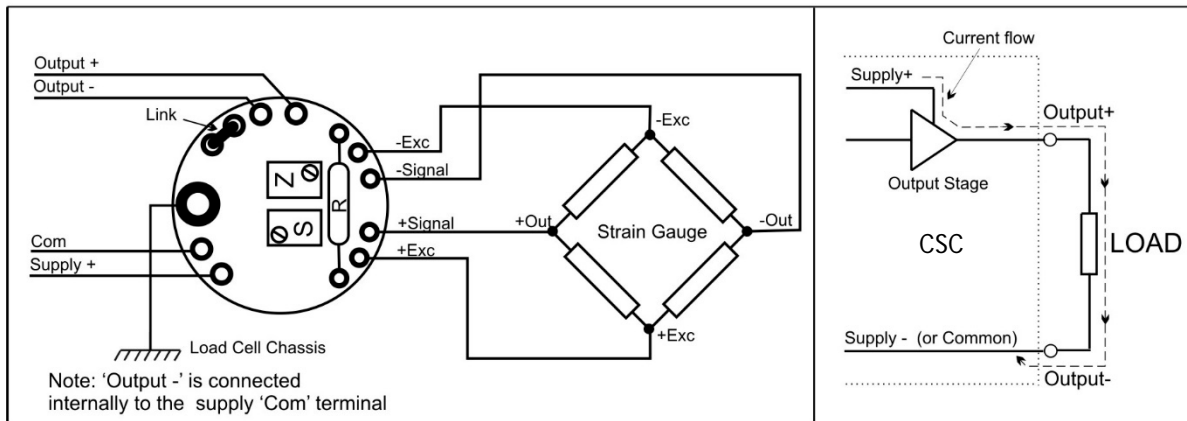 Output +
Output -
Link
-Exc
-Signal
+Signal
+Exc
Z
S
R
Com
Supply +
Load Cell Chassis
-Exc
+Out
Strain Gauge
-Out
+Exc
Note: 'Output -' is connected
internally to the supply 'Com' terminal
Current flow
Supply+
Output+
Output Stage
CSC
LOAD
Supply - (or Common)
Output-